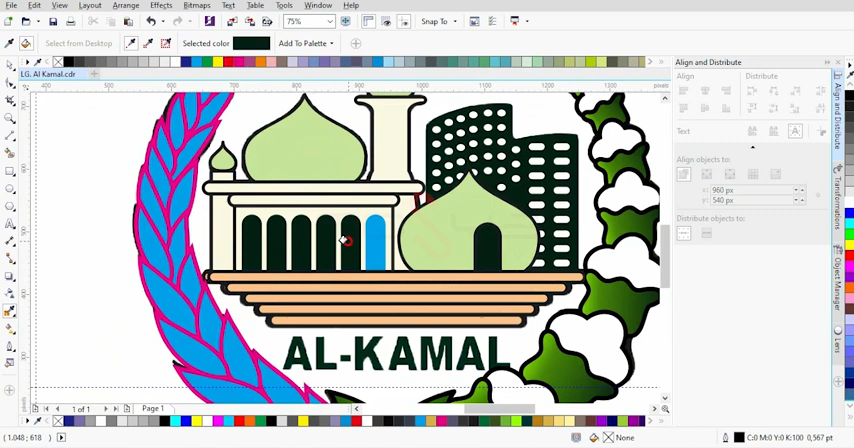 File Edit View Layout Object Effects Bitmaps Text Table Tools Window Help
75% Snap To
Select from Desktop Selected color Add To Palette
LG. Al Kamal.cdr
400 500 600 700 800 900 1000 1100 1200 1300 pixels
AL-KAMAL
1 of 1 Page 1
(1.048; 618 ) None C:0 M:0 Y:0 K:100 0,567 pt
Align and Distribute
Align Distribute
Text
Align objects to:
x: 960 px
y: 540 px
Distribute objects to:
Align and Distribute
Transformations
Object Manager
Lens